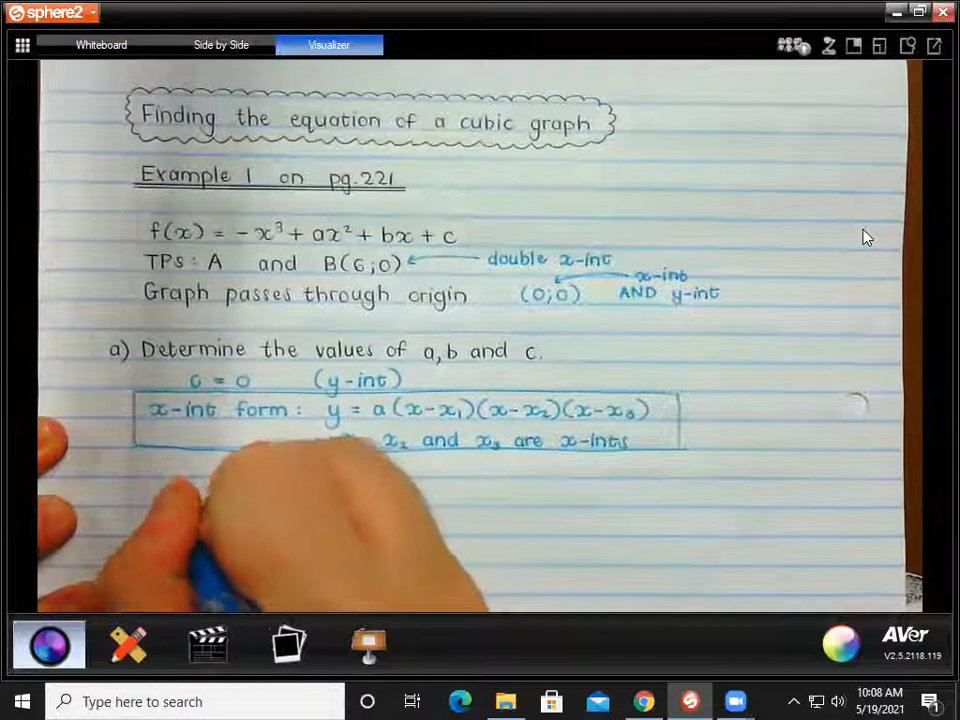 sphere2
Whiteboard Side by Side Visualizer
Finding the equation of a cubic graph
Example 1 on pg.221
f(x) = -x³ + ax² + bx + c
TPs: A and B(6;0) double x-int
x-int
Graph passes through origin (0;0) AND y-int
a) Determine the values of a, b and c.
c = 0 (y-int)
x-int form: y = a(x-x₁)(x-x₂)(x-x₃)
x₂ and x₃ are x-ints
AVer
V2.5.2118.119
Type here to search
10:08 AM
5/19/2021
1